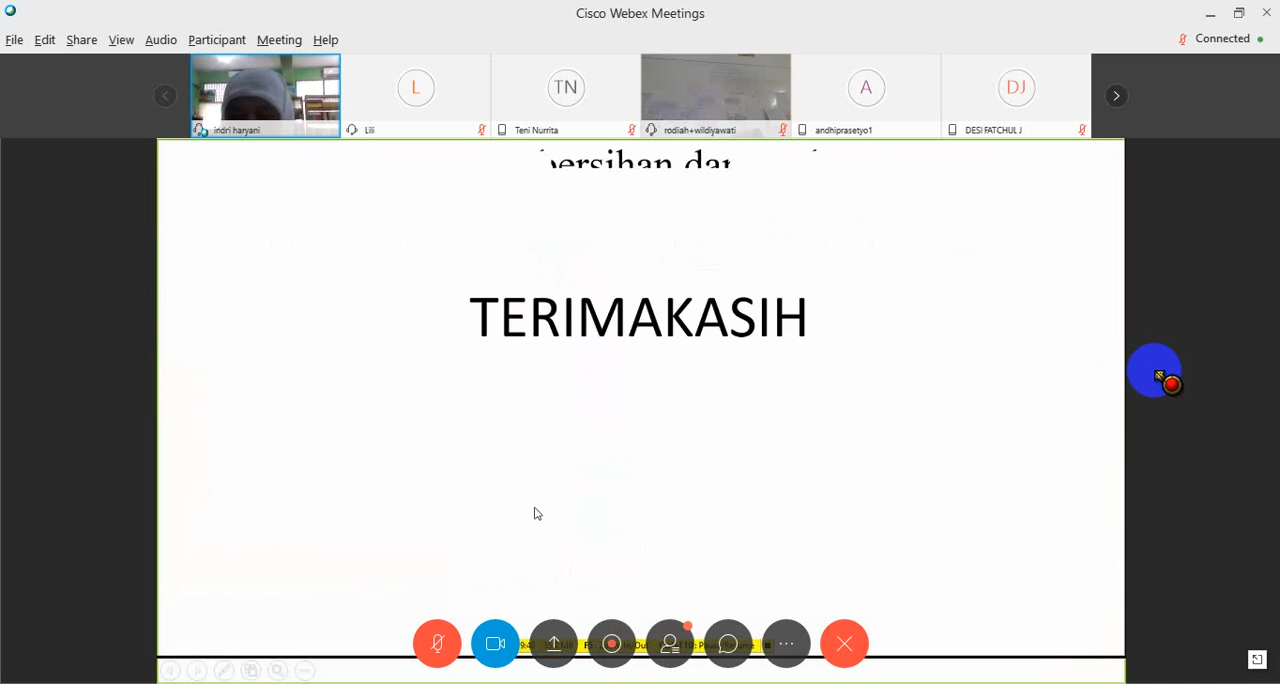 Cisco Webex Meetings
File Edit Share View Audio Participant Meeting Help
Connected
L TN A DJ
indri haryani Lili Teni Nurrita rodiah+wildiyawati andhiprasetyo1 DESI FATCHUL J
TERIMAKASIH